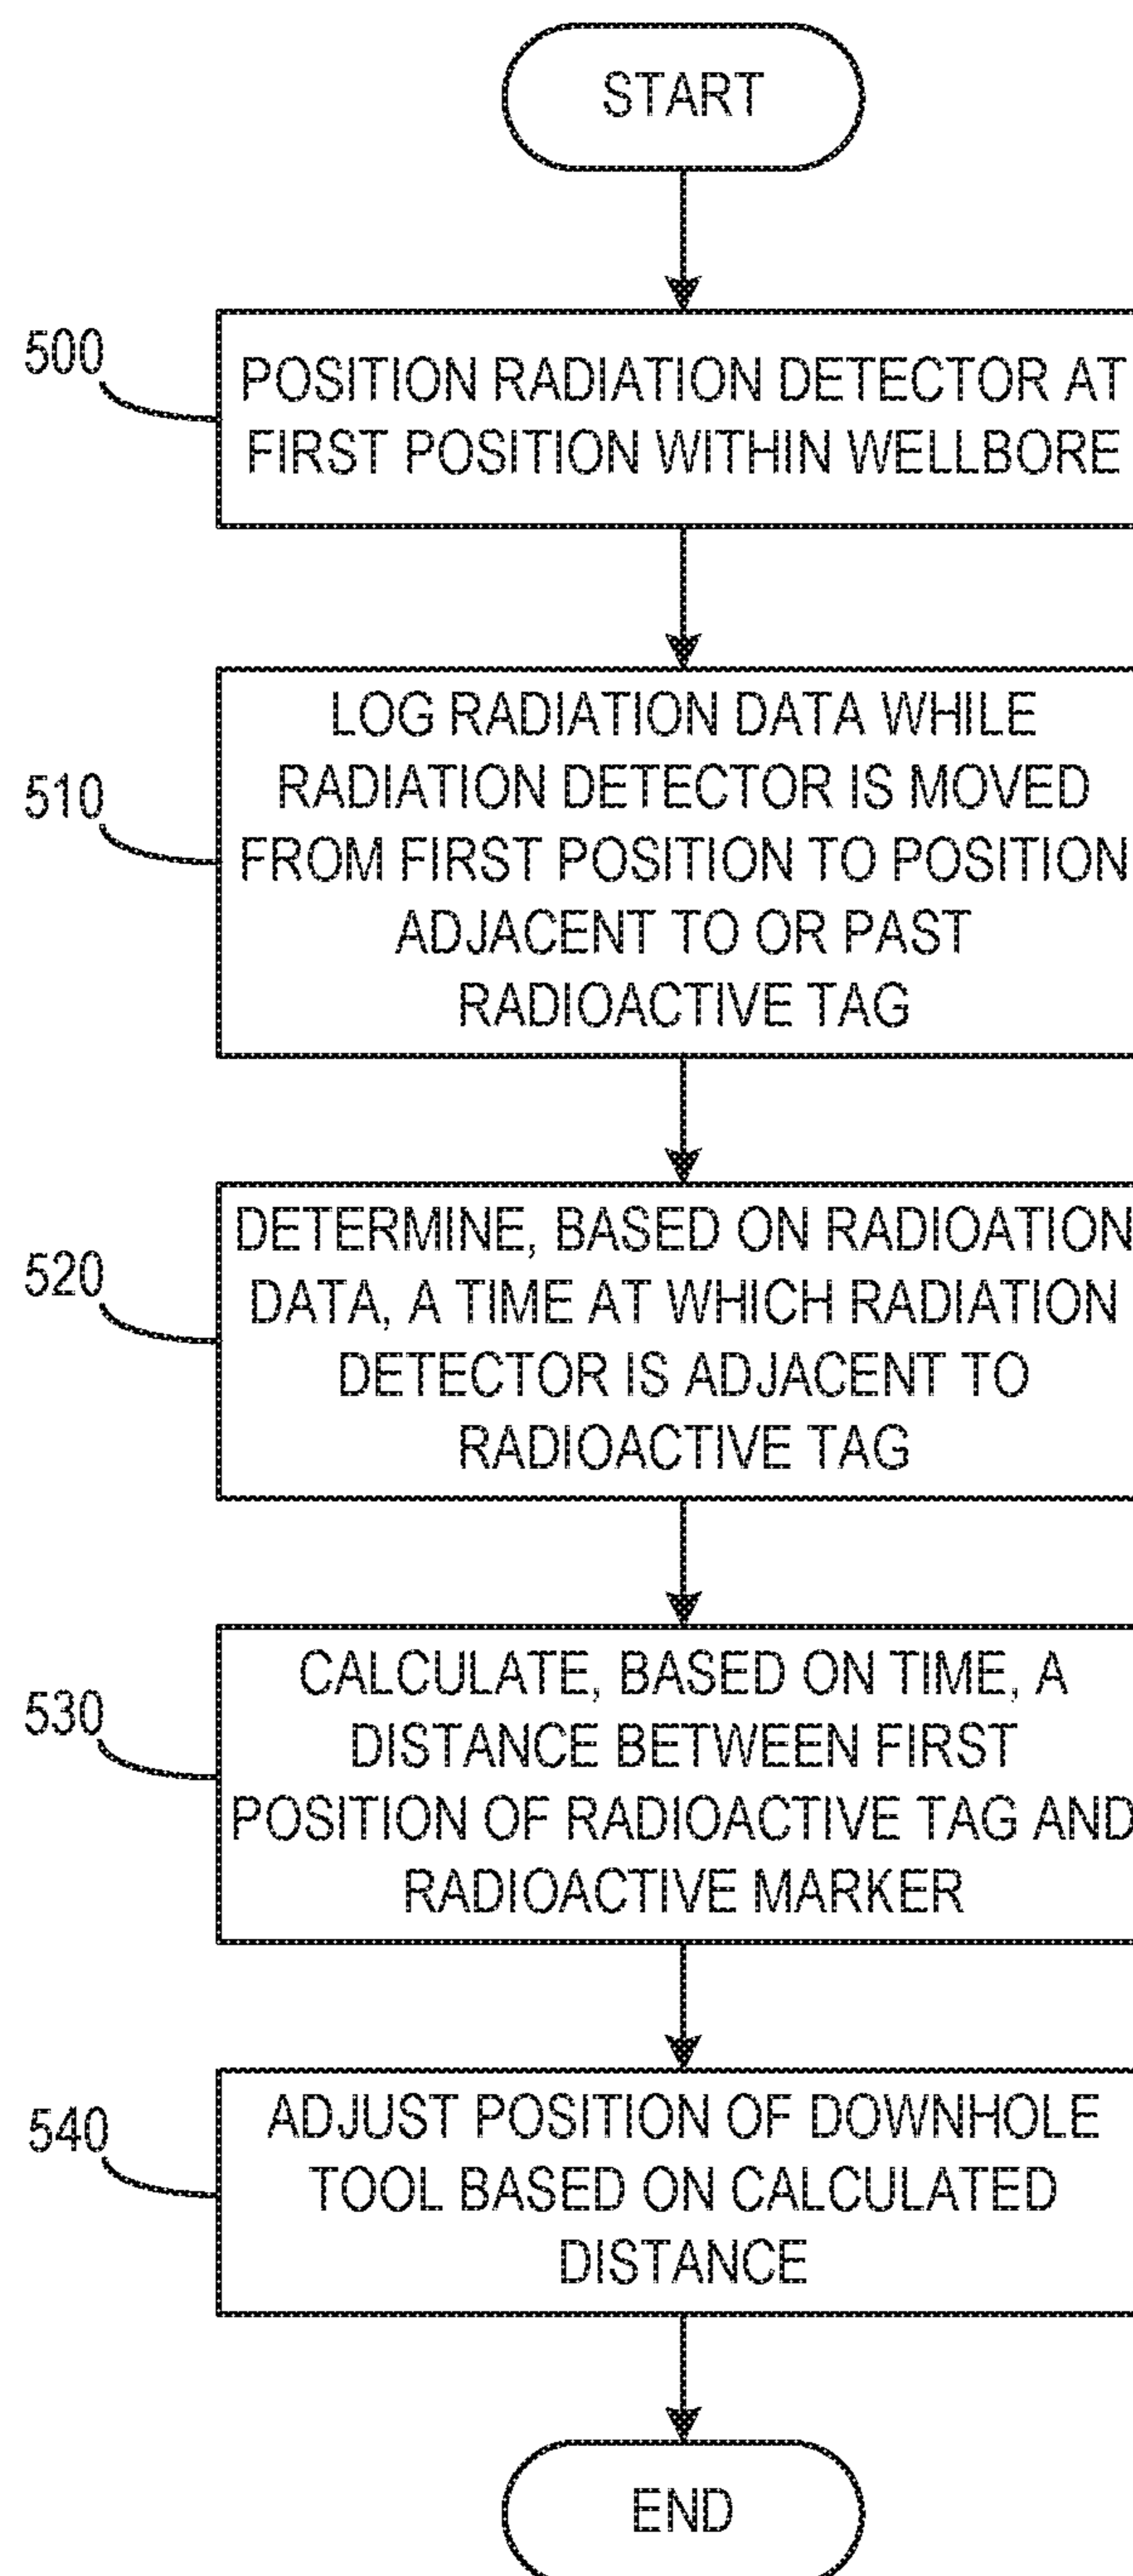 START
500
POSITION RADIATION DETECTOR AT
FIRST POSITION WITHIN WELLBORE
510
LOG RADIATION DATA WHILE
RADIATION DETECTOR IS MOVED
FROM FIRST POSITION TO POSITION
ADJACENT TO OR PAST
RADIOACTIVE TAG
520
DETERMINE, BASED ON RADIOATION
DATA, A TIME AT WHICH RADIATION
DETECTOR IS ADJACENT TO
RADIOACTIVE TAG
530
CALCULATE, BASED ON TIME, A
DISTANCE BETWEEN FIRST
POSITION OF RADIOACTIVE TAG AND
RADIOACTIVE MARKER
540
ADJUST POSITION OF DOWNHOLE
TOOL BASED ON CALCULATED
DISTANCE
END